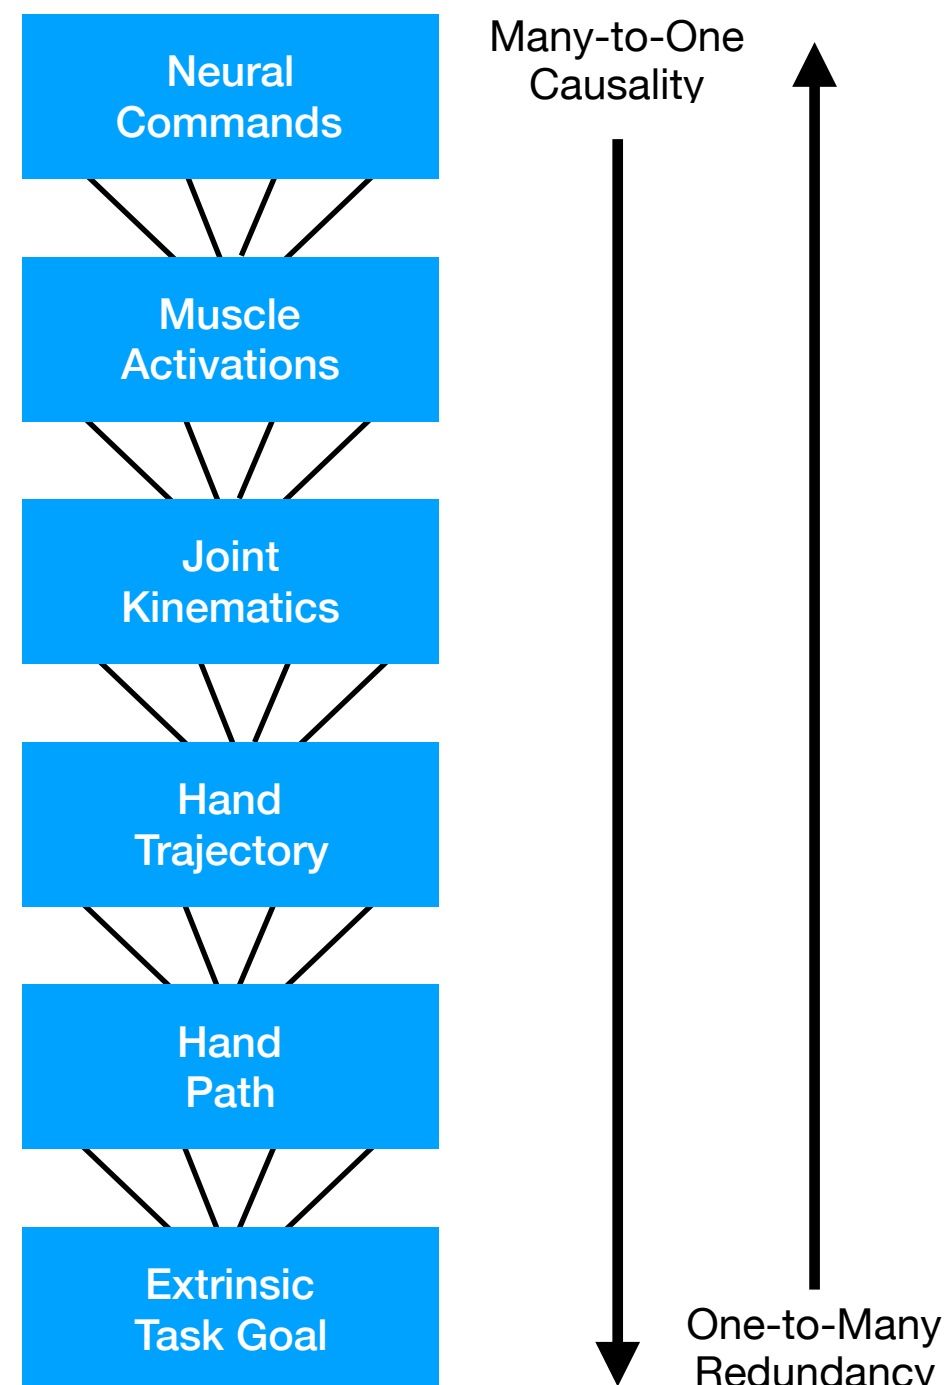 Neural
Commands
Many-to-One
Causality
Muscle
Activations
Joint
Kinematics
Hand
Trajectory
Hand
Path
Extrinsic
Task Goal
One-to-Many
Redundancy